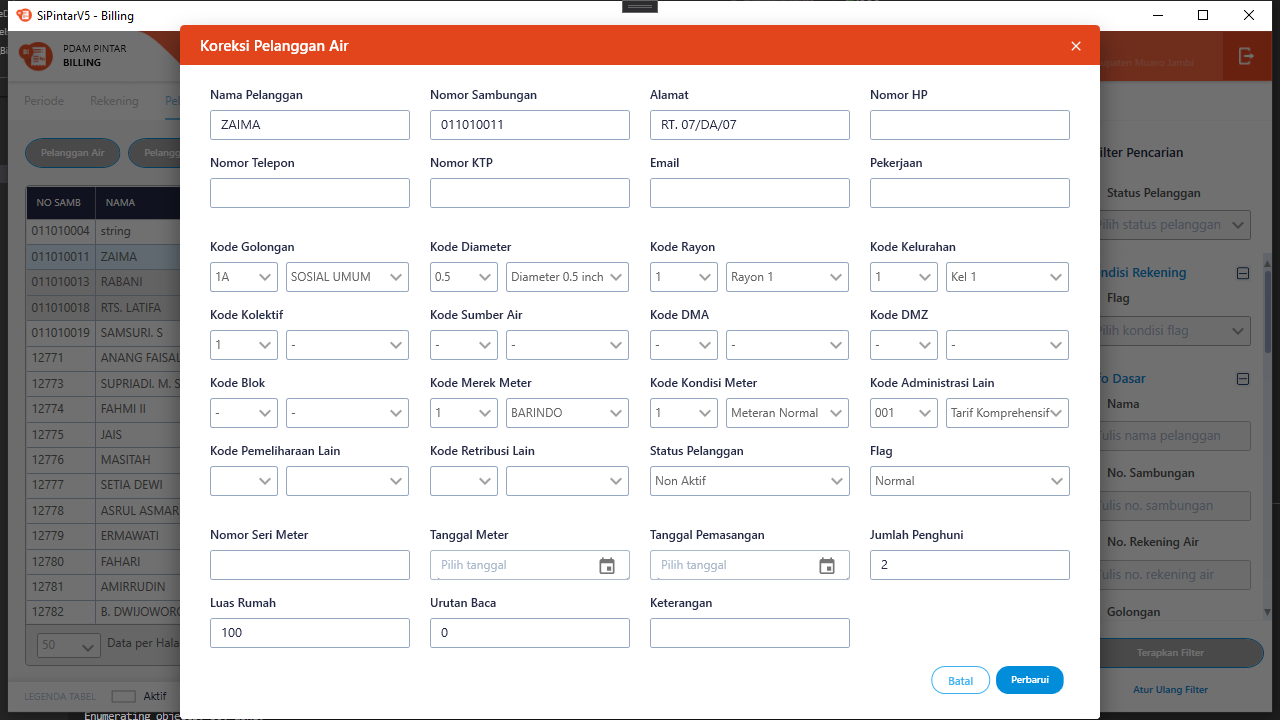 SiPintarV5 - Billing
PDAM PINTAR
BILLING
Koreksi Pelanggan Air
Periode Rekening
Pelanggan Air
Filter Pencarian
Status Pelanggan
Pilih status pelanggan
Kondisi Rekening
Flag
Pilih kondisi flag
Info Dasar
Nama
Tulis nama pelanggan
No. Sambungan
Tulis no. sambungan
No. Rekening Air
Tulis no. rekening air
Golongan
Terapkan Filter
Atur Ulang Filter
NO SAMB NAMA
011010004 string
011010011 ZAIMA
011010013 RABANI
011010018 RTS. LATIFA
011010019 SAMSURI. S
12771 ANANG FAISAL
12773 SUPRIADI. M. S
12774 FAHMI II
12775 JAIS
12776 MASITAH
12777 SETIA DEWI
12778 ASRUL ASMAR
12779 ERMAWATI
12780 FAHARI
12781 AMIRRUDIN
12782 B. DWIJOWORO
50 Data per Hala
LEGENDA TABEL Aktif
Nama Pelanggan Nomor Sambungan Alamat Nomor HP
ZAIMA 011010011 RT. 07/DA/07
Nomor Telepon Nomor KTP Email Pekerjaan
Kode Golongan Kode Diameter Kode Rayon Kode Kelurahan
1A SOSIAL UMUM 0.5 Diameter 0.5 inch 1 Rayon 1 1 Kel 1
Kode Kolektif Kode Sumber Air Kode DMA Kode DMZ
1 - - - - - - -
Kode Blok Kode Merek Meter Kode Kondisi Meter Kode Administrasi Lain
- - 1 BARINDO 1 Meteran Normal 001 Tarif Komprehensif
Kode Pemeliharaan Lain Kode Retribusi Lain Status Pelanggan Flag
Non Aktif Normal
Nomor Seri Meter Tanggal Meter Tanggal Pemasangan Jumlah Penghuni
Pilih tanggal Pilih tanggal 2
Luas Rumah Urutan Baca Keterangan
100 0
Batal Perbarui